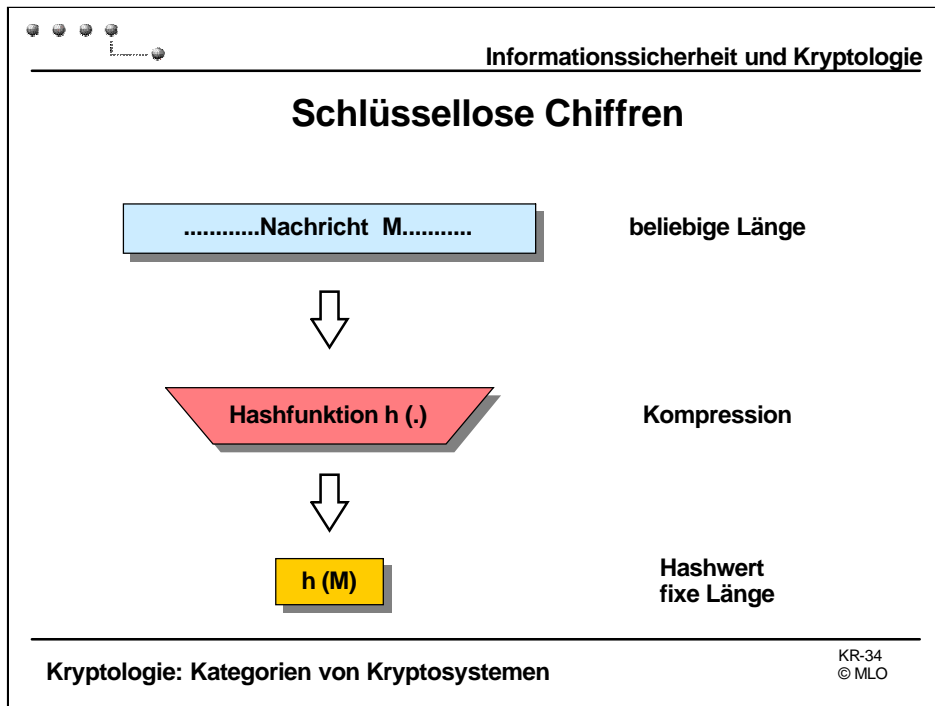 Informationssicherheit und Kryptologie
Schlüssellose Chiffren
............Nachricht M...........
beliebige Länge
Hashfunktion h (.)
Kompression
h (M)
Hashwert
fixe Länge
Kryptologie: Kategorien von Kryptosystemen
KR-34
© MLO